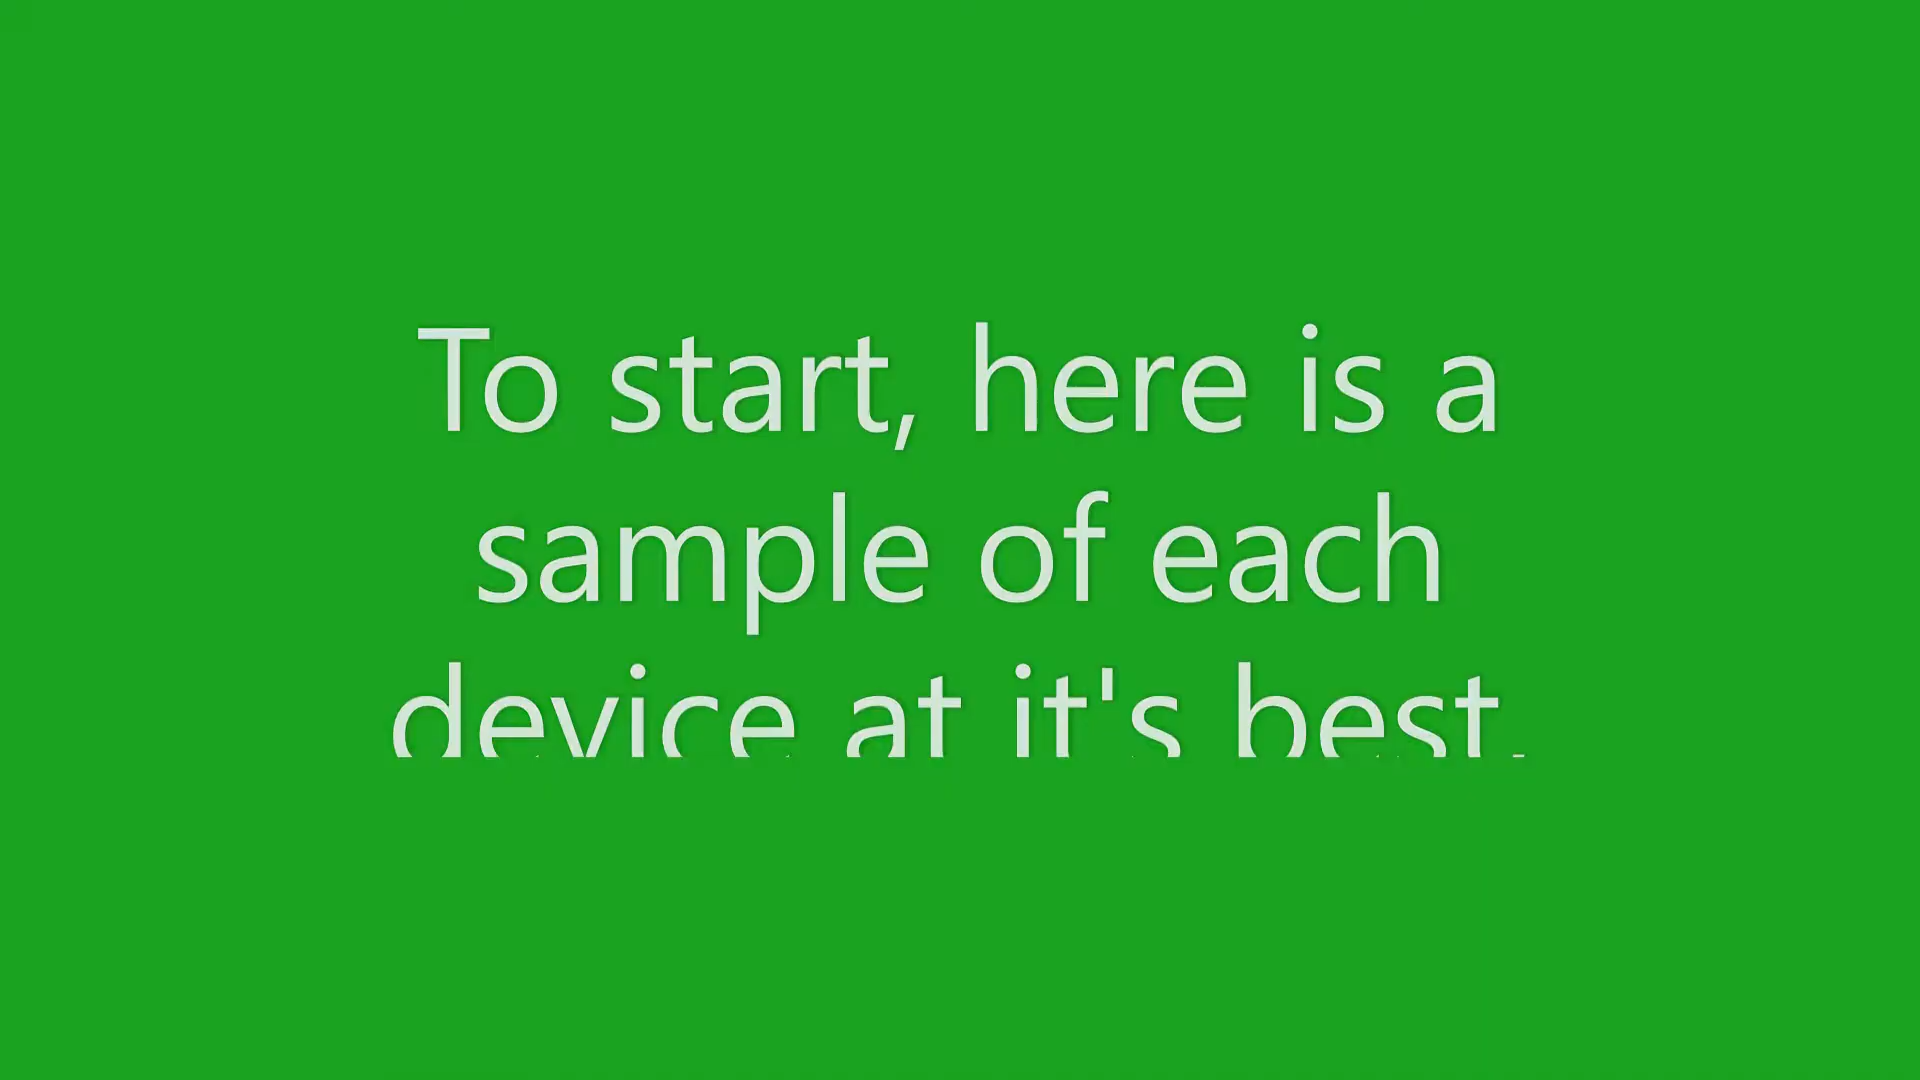 To start, here is a
sample of each
device at it's best.